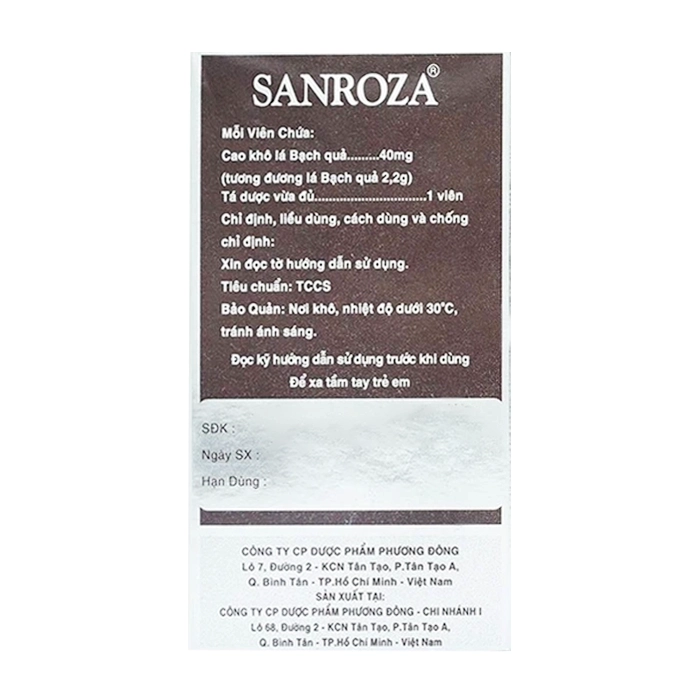 SANROZA®
Mỗi Viên Chứa:
Cao khô lá Bạch quả.........40mg
(tương đương lá Bạch quả 2,2g)
Tá dược vừa đủ................................1 viên
Chỉ định, liều dùng, cách dùng và chống
chỉ định:
Xin đọc tờ hướng dẫn sử dụng.
Tiêu chuẩn: TCCS
Bảo Quản: Nơi khô, nhiệt độ dưới 30°C,
tránh ánh sáng.
Đọc kỹ hướng dẫn sử dụng trước khi dùng
Để xa tầm tay trẻ em
SĐK :
Ngày SX :
Hạn Dùng :
CÔNG TY CP DƯỢC PHẨM PHƯƠNG ĐÔNG
Lô 7, Đường 2 - KCN Tân Tạo, P.Tân Tạo A,
Q. Bình Tân - TP.Hồ Chí Minh - Việt Nam
SẢN XUẤT TẠI:
CÔNG TY CP DƯỢC PHẨM PHƯƠNG ĐÔNG - CHI NHÁNH I
Lô 68, Đường 2 - KCN Tân Tạo, P.Tân Tạo A,
Q. Bình Tân - TP.Hồ Chí Minh - Việt Nam